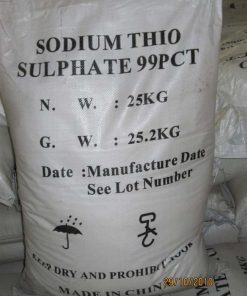 SODIUM THIO
SULPHATE 99PCT
N. W. : 25KG
G. W. : 25.2KG
Date :Manufacture Date
See Lot Number
KEEP DRY AND PROHIBIT HOOK
MADE IN CHINA